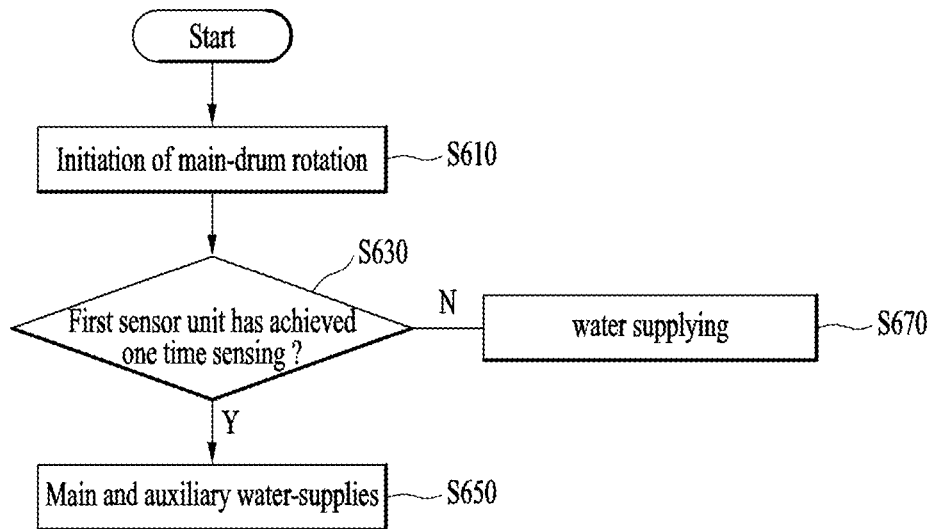 Start
Initiation of main-drum rotation
S610
S630
First sensor unit has achieved
one time sensing ?
N
water supplying
S670
Y
Main and auxiliary water-supplies
S650